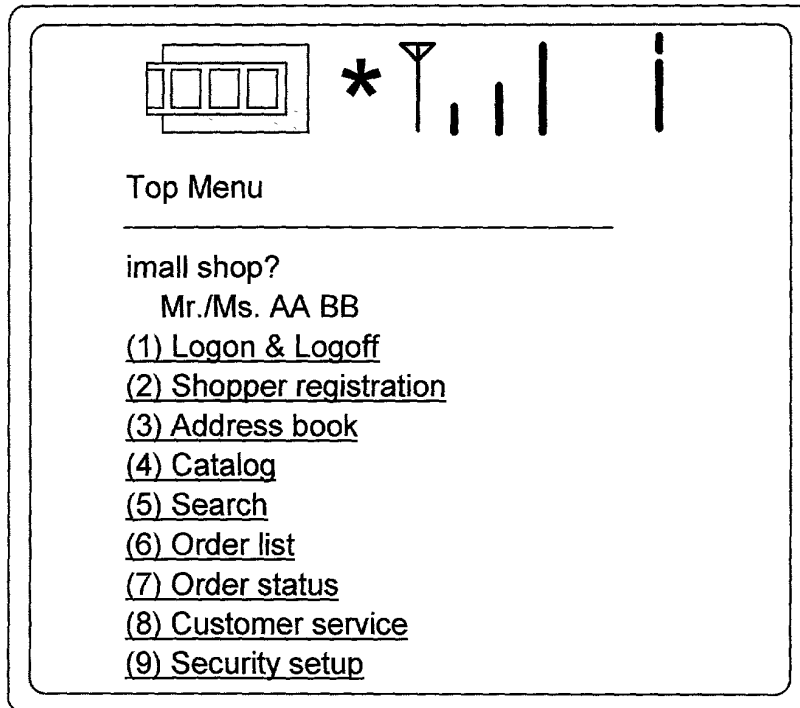 Top Menu
imall shop?
Mr./Ms. AA BB
(1) Logon & Logoff
(2) Shopper registration
(3) Address book
(4) Catalog
(5) Search
(6) Order list
(7) Order status
(8) Customer service
(9) Security setup